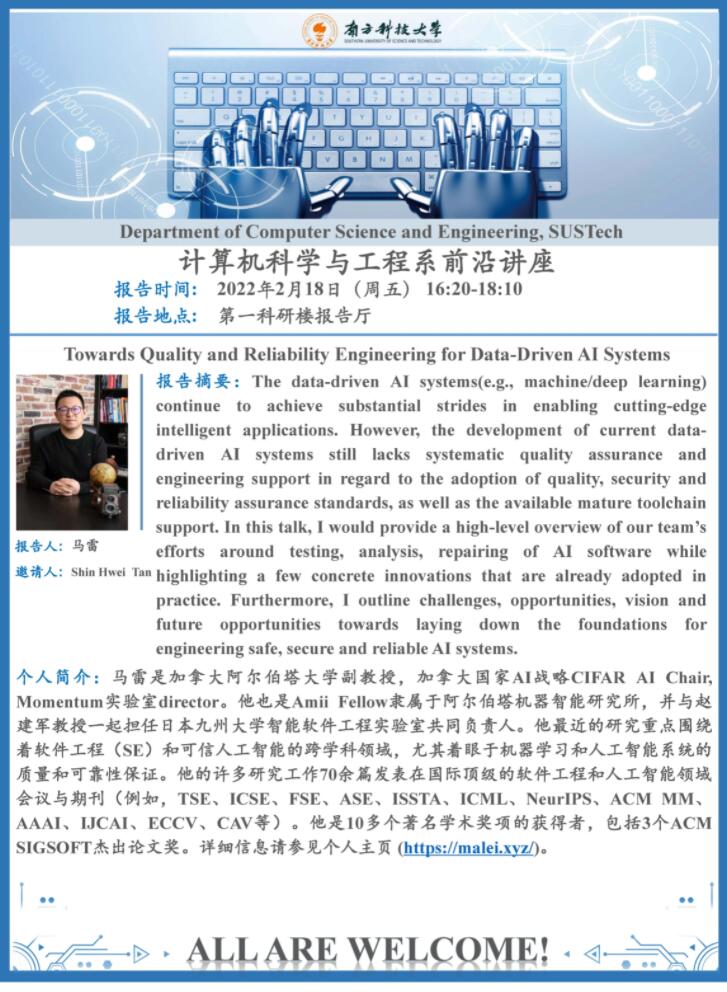 南方科技大学
SOUTHERN UNIVERSITY OF SCIENCE AND TECHNOLOGY
Department of Computer Science and Engineering, SUSTech
计算机科学与工程系前沿讲座
报告时间： 2022年2月18日（周五） 16:20-18:10
报告地点： 第一科研楼报告厅
Towards Quality and Reliability Engineering for Data-Driven AI Systems
报告摘要：The data-driven AI systems(e.g., machine/deep learning)
continue to achieve substantial strides in enabling cutting-edge
intelligent applications. However, the development of current data-
driven AI systems still lacks systematic quality assurance and
engineering support in regard to the adoption of quality, security and
reliability assurance standards, as well as the available mature toolchain
support. In this talk, I would provide a high-level overview of our team's
efforts around testing, analysis, repairing of AI software while
highlighting a few concrete innovations that are already adopted in
practice. Furthermore, I outline challenges, opportunities, vision and
future opportunities towards laying down the foundations for
engineering safe, secure and reliable AI systems.
报告人：马雷
邀请人：Shin Hwei Tan
个人简介：马雷是加拿大阿尔伯塔大学副教授，加拿大国家AI战略CIFAR AI Chair,
Momentum实验室director。他也是Amii Fellow隶属于阿尔伯塔机器智能研究所，并与赵
建军教授一起担任日本九州大学智能软件工程实验室共同负责人。他最近的研究重点围绕
着软件工程（SE）和可信人工智能的跨学科领域，尤其着眼于机器学习和人工智能系统的
质量和可靠性保证。他的许多研究工作70余篇发表在国际顶级的软件工程和人工智能领域
会议与期刊（例如，TSE、ICSE、FSE、ASE、ISSTA、ICML、NeurIPS、ACM MM、
AAAI、IJCAI、ECCV、CAV等）。他是10多个著名学术奖项的获得者，包括3个ACM
SIGSOFT杰出论文奖。详细信息请参见个人主页 (https://malei.xyz/)。
ALL ARE WELCOME!